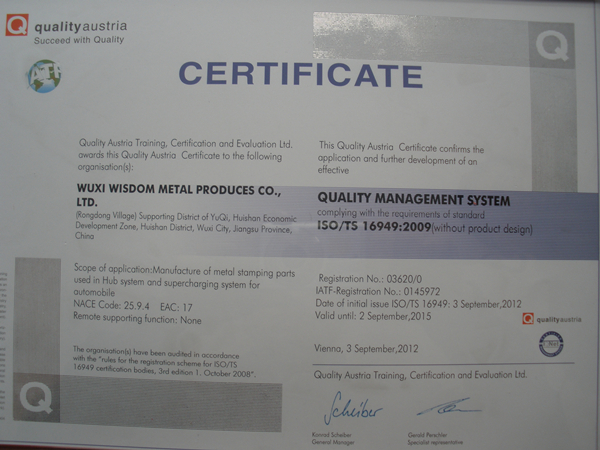 qualityaustria
Succeed with Quality
CERTIFICATE
Quality Austria Training, Certification and Evaluation Ltd.
awards this Quality Austria Certificate to the following
organisation(s):
WUXI WISDOM METAL PRODUCES CO.,
LTD.
(Rongdong Village) Supporting District of YuQi, Huishan Economic
Development Zone, Huishan District, Wuxi City, Jiangsu Province,
China
Scope of application:Manufacture of metal stamping parts
used in Hub system and supercharging system for
automobile
NACE Code: 25.9.4 EAC: 17
Remote supporting function: None
The organisation(s) have been audited in accordance
with the "rules for the registration scheme for ISO/TS
16949 certification bodies, 3rd edition 1. October 2008".
This Quality Austria Certificate confirms the
application and further development of an
effective
QUALITY MANAGEMENT SYSTEM
complying with the requirements of standard
ISO/TS 16949:2009(without product design)
Registration No.: 03620/0
IATF-Registration No.: 0145972
Date of initial issue ISO/TS 16949: 3 September,2012
Valid until: 2 September,2015
qualityaustria
Vienna, 3 September,2012
Quality Austria Training, Certification and Evaluation Ltd.
Scheiber
Konrad Scheiber
General Manager
Specialist representative